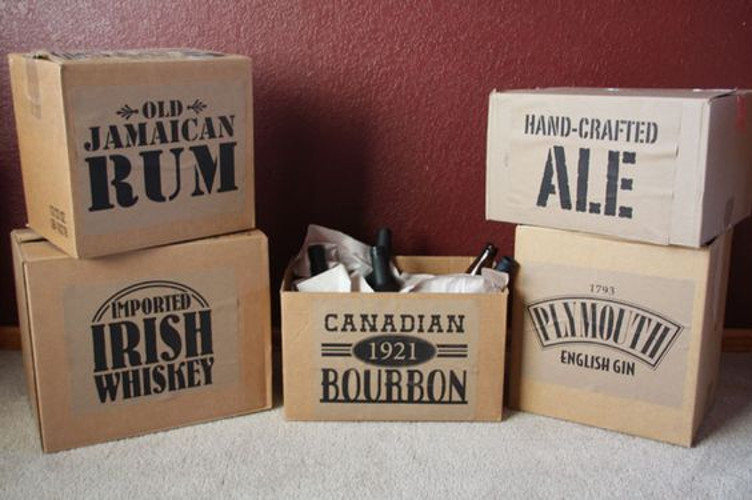 OLD
JAMAICAN
RUM
IMPORTED
IRISH
WHISKEY
CANADIAN
1921
BOURBON
HAND-CRAFTED
ALE
1793
PLYMOUTH
ENGLISH GIN